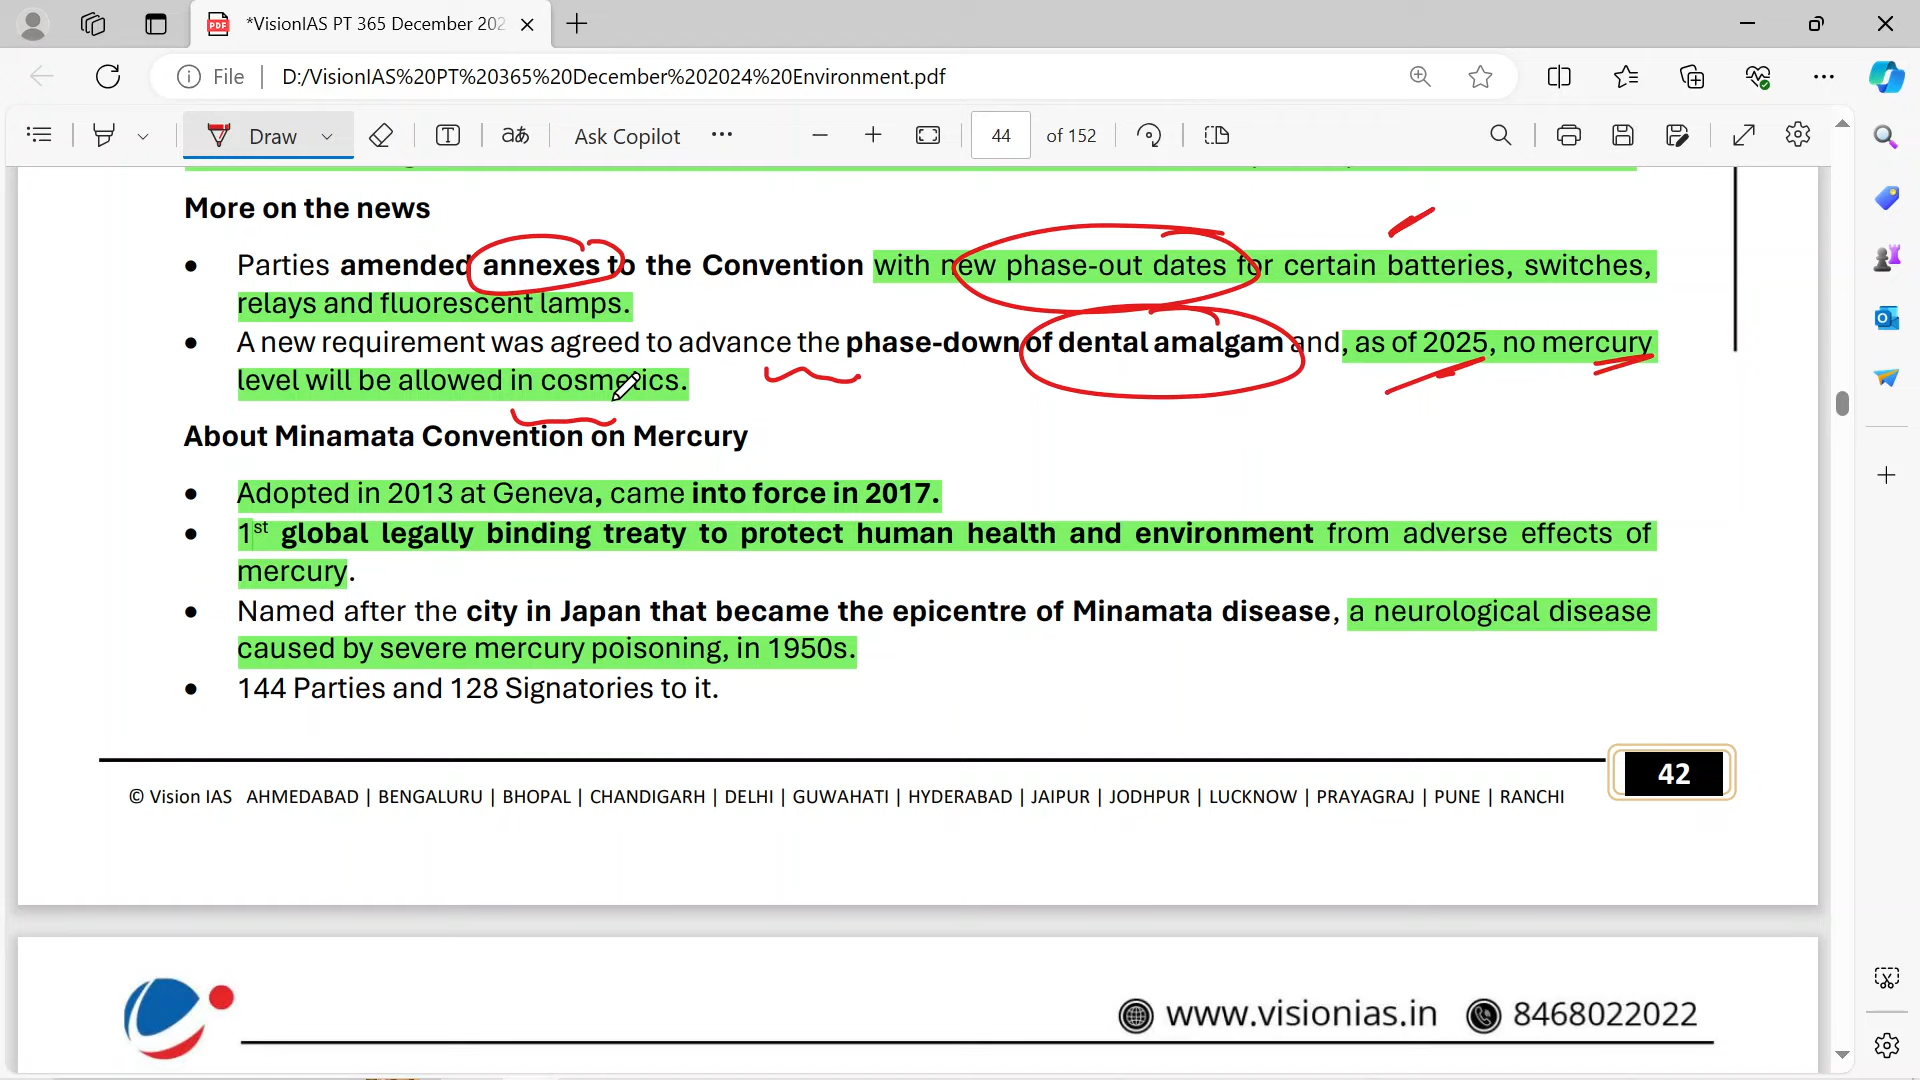 *VisionIAS PT 365 December 202
File D:/VisionIAS%20PT%20365%20December%202024%20Environment.pdf
Draw aあ Ask Copilot 44 of 152
More on the news
● Parties amended annexes to the Convention with new phase-out dates for certain batteries, switches,
relays and fluorescent lamps.
● A new requirement was agreed to advance the phase-down of dental amalgam and, as of 2025, no mercury
level will be allowed in cosmetics.
About Minamata Convention on Mercury
● Adopted in 2013 at Geneva, came into force in 2017.
● 1st global legally binding treaty to protect human health and environment from adverse effects of
mercury.
● Named after the city in Japan that became the epicentre of Minamata disease, a neurological disease
caused by severe mercury poisoning, in 1950s.
● 144 Parties and 128 Signatories to it.
42
© Vision IAS AHMEDABAD | BENGALURU | BHOPAL | CHANDIGARH | DELHI | GUWAHATI | HYDERABAD | JAIPUR | JODHPUR | LUCKNOW | PRAYAGRAJ | PUNE | RANCHI
www.visionias.in 8468022022